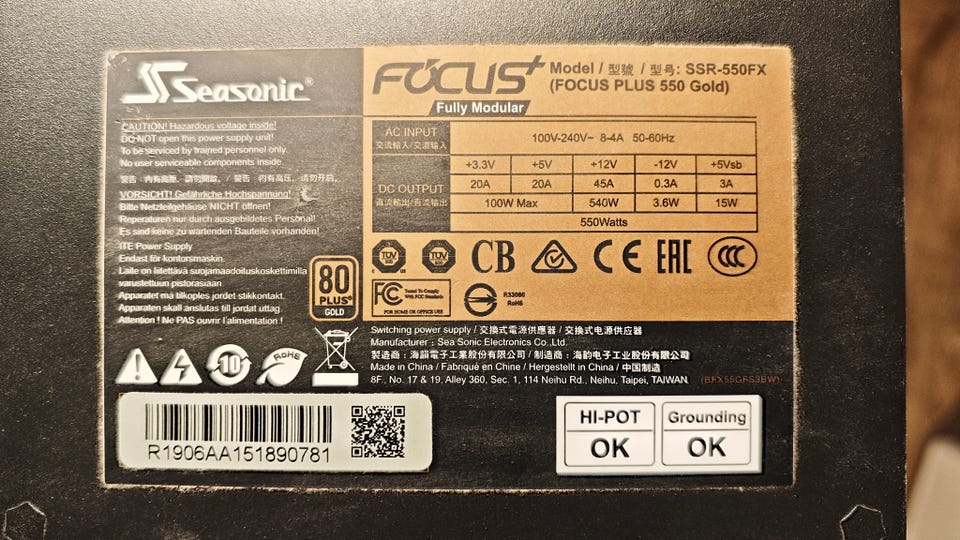 Seasonic®
FOCUS+
Fully Modular
Model / 型號 / 型号: SSR-550FX
(FOCUS PLUS 550 Gold)
CAUTION! Hazardous voltage inside!
DO NOT open this power supply unit!
To be serviced by trained personnel only.
No user serviceable components inside.
警告 : 內有高壓, 請勿開啟。/ 警告 : 内有高压, 请勿开启。
VORSICHT! Gefährliche Hochspannung!
Bitte Netzteilgehäuse NICHT öffnen!
Reperaturen nur durch ausgebildetes Personal!
Es sind keine zu wartenden Bauteile vorhanden!
ITE Power Supply
Endast för kontorsmaskin.
Laite on liitettävä suojamaadoituskoskettimilla
varustettuun pistorasiaan
Apparatet må tilkoples jordet stikkontakt.
Apparaten skall anslutas till jordat uttag.
Attention ! Ne PAS ouvrir l'alimentation !
80
PLUS®
GOLD
AC INPUT
交流輸入/交流输入
100V-240V~ 8-4A 50-60Hz
DC OUTPUT
直流輸出/直流输出
+3.3V +5V +12V -12V +5Vsb
20A 20A 45A 0.3A 3A
100W Max 540W 3.6W 15W
550Watts
TÜV TÜV CB CE EAC CCC
FC Tested To Comply
With FCC Standards
FOR HOME OR OFFICE USE
R33086
RoHS
10 RoHS
Switching power supply / 交換式電源供應器 / 交换式电源供应器
Manufacturer : Sea Sonic Electronics Co.,Ltd.
製造商 : 海韻電子工業股份有限公司 / 制造商 : 海韵电子工业股份有限公司
Made in China / Fabriqué en Chine / Hergestellt in China / 中国制造
8F., No. 17 & 19, Alley 360, Sec. 1, 114 Neihu Rd., Neihu, Taipei, TAIWAN (BFX55GFS3BW)
R1906AA151890781
HI-POT Grounding
OK OK